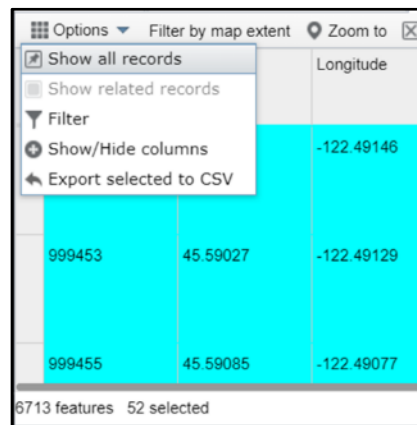 Options Filter by map extent Zoom to
Show all records
Longitude
Show related records
Filter
Show/Hide columns
-122.49146
Export selected to CSV
999453 45.59027 -122.49129
999455 45.59085 -122.49077
6713 features 52 selected